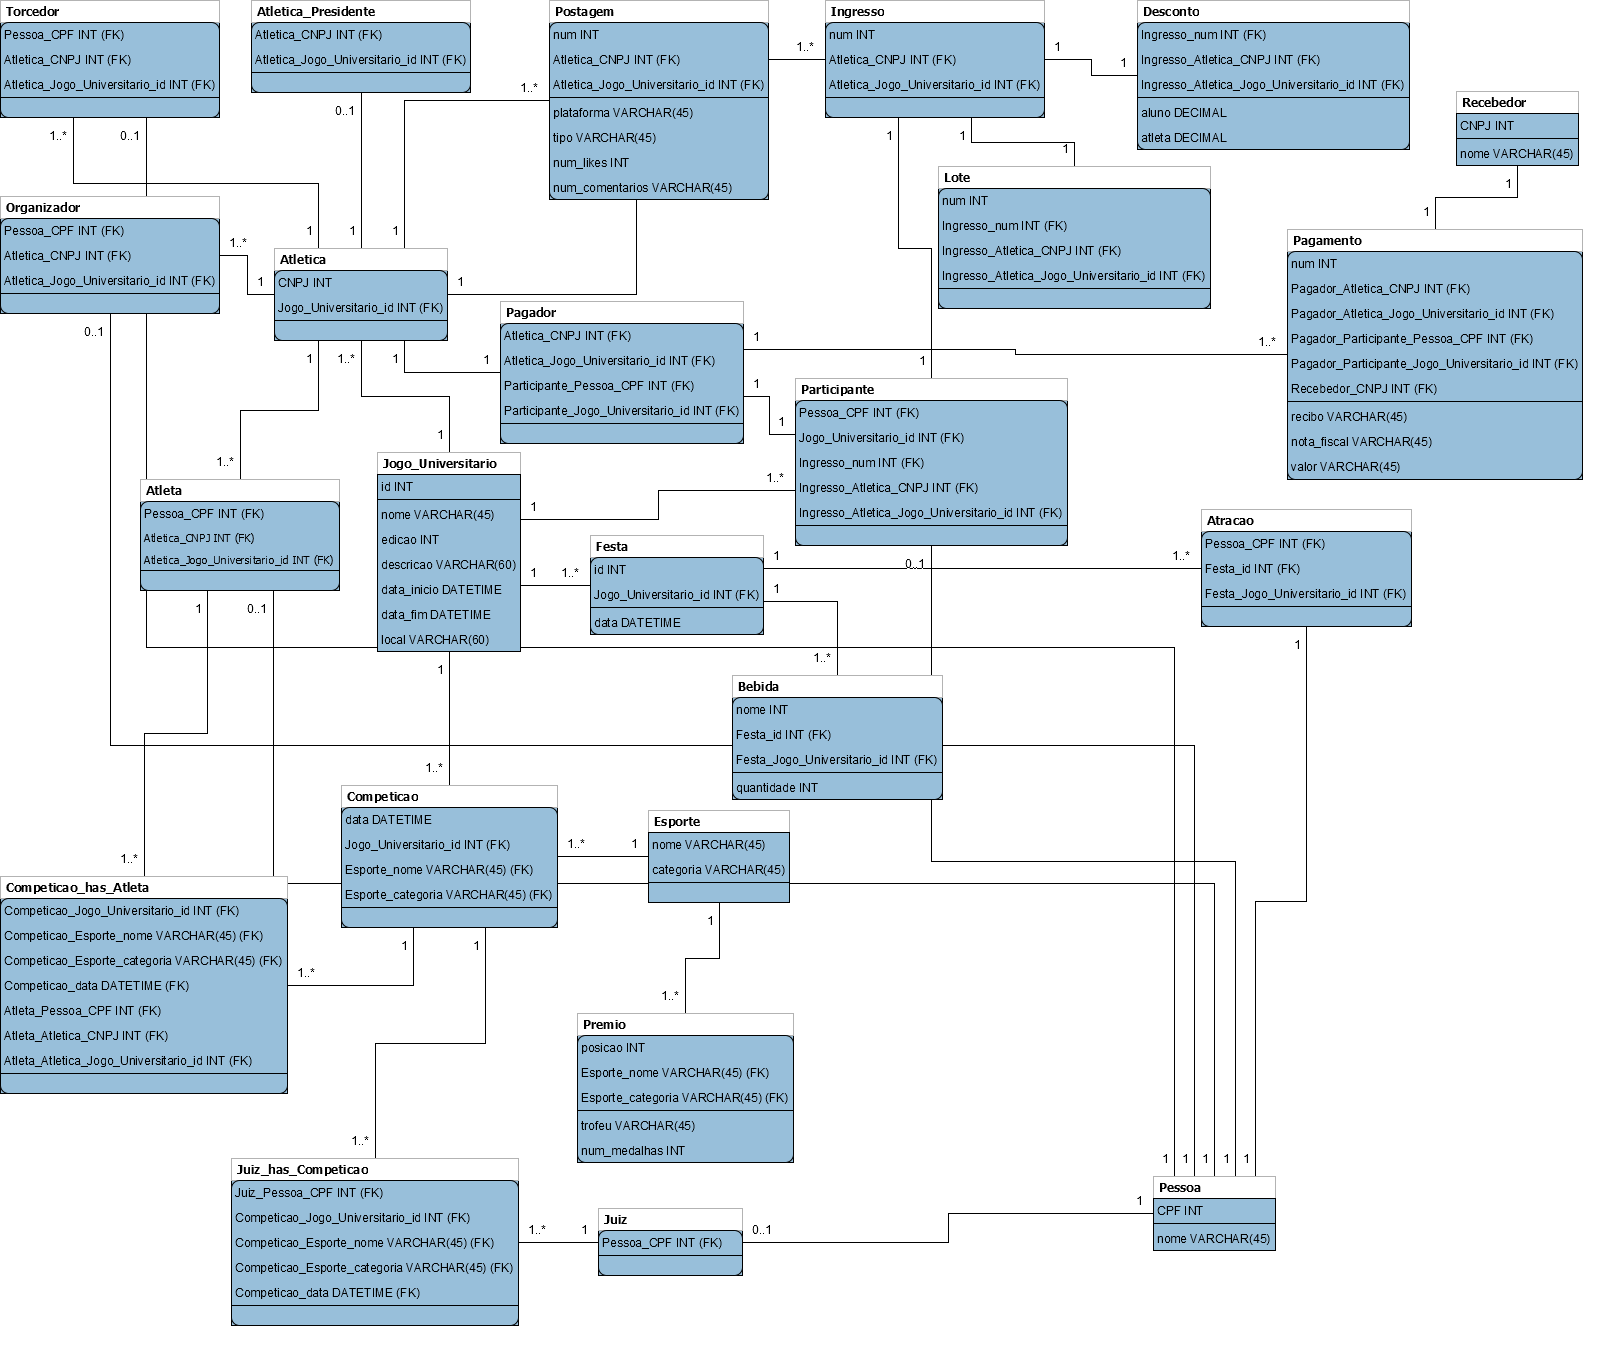 Torcedor
Pessoa_CPF INT (FK)
Atletica_CNPJ INT (FK)
Atletica_Jogo_Universitario_id INT (FK)
Atletica_Presidente
Atletica_CNPJ INT (FK)
Atletica_Jogo_Universitario_id INT (FK)
Postagem
num INT
Atletica_CNPJ INT (FK)
Atletica_Jogo_Universitario_id INT (FK)
plataforma VARCHAR(45)
tipo VARCHAR(45)
num_likes INT
num_comentarios VARCHAR(45)
Ingresso
num INT
Atletica_CNPJ INT (FK)
Atletica_Jogo_Universitario_id INT (FK)
Desconto
Ingresso_num INT (FK)
Ingresso_Atletica_CNPJ INT (FK)
Ingresso_Atletica_Jogo_Universitario_id INT (FK)
aluno DECIMAL
atleta DECIMAL
Recebedor
CNPJ INT
nome VARCHAR(45)
1..*
1
1
1..*
0..1
1..*
0..1
1
1
1
1
1
Lote
num INT
Ingresso_num INT (FK)
Ingresso_Atletica_CNPJ INT (FK)
Ingresso_Atletica_Jogo_Universitario_id INT (FK)
Organizador
Pessoa_CPF INT (FK)
Atletica_CNPJ INT (FK)
Atletica_Jogo_Universitario_id INT (FK)
1..*
1
1
1
1
1
Atletica
CNPJ INT
Jogo_Universitario_id INT (FK)
Pagamento
num INT
Pagador_Atletica_CNPJ INT (FK)
Pagador_Atletica_Jogo_Universitario_id INT (FK)
Pagador_Participante_Pessoa_CPF INT (FK)
Pagador_Participante_Jogo_Universitario_id INT (FK)
Recebedor_CNPJ INT (FK)
recibo VARCHAR(45)
nota_fiscal VARCHAR(45)
valor VARCHAR(45)
Pagador
Atletica_CNPJ INT (FK)
Atletica_Jogo_Universitario_id INT (FK)
Participante_Pessoa_CPF INT (FK)
Participante_Jogo_Universitario_id INT (FK)
0..1
1
1..*
1
1
1
1..*
1
1
1
Participante
Pessoa_CPF INT (FK)
Jogo_Universitario_id INT (FK)
Ingresso_num INT (FK)
Ingresso_Atletica_CNPJ INT (FK)
Ingresso_Atletica_Jogo_Universitario_id INT (FK)
1
1..*
1..*
1
Jogo_Universitario
id INT
nome VARCHAR(45)
edicao INT
descricao VARCHAR(60)
data_inicio DATETIME
data_fim DATETIME
local VARCHAR(60)
Atleta
Pessoa_CPF INT (FK)
Atletica_CNPJ INT (FK)
Atletica_Jogo_Universitario_id INT (FK)
Festa
id INT
Jogo_Universitario_id INT (FK)
data DATETIME
Atracao
Pessoa_CPF INT (FK)
Festa_id INT (FK)
Festa_Jogo_Universitario_id INT (FK)
1
1..*
1
0..1
1..*
1
1
0..1
1
1
1..*
Bebida
nome INT
Festa_id INT (FK)
Festa_Jogo_Universitario_id INT (FK)
quantidade INT
1..*
Competicao
data DATETIME
Jogo_Universitario_id INT (FK)
Esporte_nome VARCHAR(45) (FK)
Esporte_categoria VARCHAR(45) (FK)
1..*
1
Esporte
nome VARCHAR(45)
categoria VARCHAR(45)
1..*
Competicao_has_Atleta
Competicao_Jogo_Universitario_id INT (FK)
Competicao_Esporte_nome VARCHAR(45) (FK)
Competicao_Esporte_categoria VARCHAR(45) (FK)
Competicao_data DATETIME (FK)
Atleta_Pessoa_CPF INT (FK)
Atleta_Atletica_CNPJ INT (FK)
Atleta_Atletica_Jogo_Universitario_id INT (FK)
1
1
1
1..*
1..*
Premio
posicao INT
Esporte_nome VARCHAR(45) (FK)
Esporte_categoria VARCHAR(45) (FK)
trofeu VARCHAR(45)
num_medalhas INT
1..*
Juiz_has_Competicao
Juiz_Pessoa_CPF INT (FK)
Competicao_Jogo_Universitario_id INT (FK)
Competicao_Esporte_nome VARCHAR(45) (FK)
Competicao_Esporte_categoria VARCHAR(45) (FK)
Competicao_data DATETIME (FK)
1..*
1
Juiz
Pessoa_CPF INT (FK)
0..1
1
1
1
1
1
1
Pessoa
CPF INT
nome VARCHAR(45)